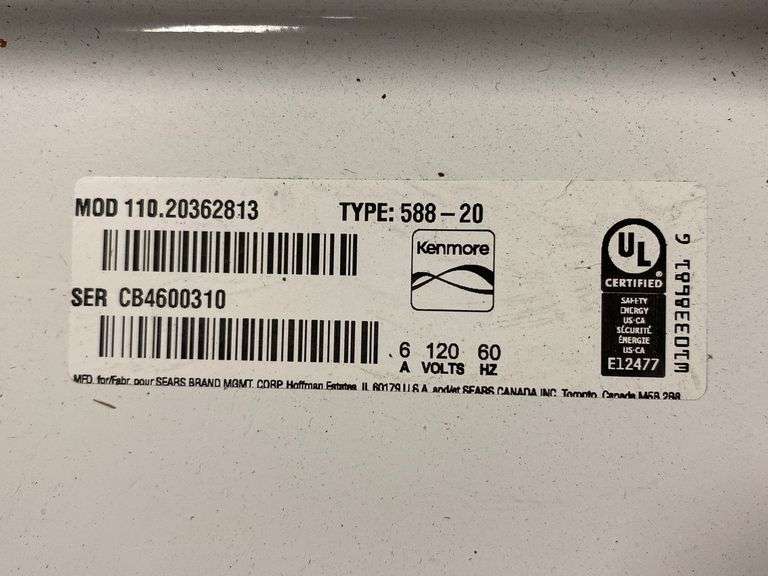 MOD 110.20362813 TYPE: 588-20
Kenmore
SER CB4600310
.6 120 60
A VOLTS HZ
MFD. for/Fabr. pour SEARS BRAND MGMT. CORP. Hoffman Estates, IL 60179 U.S.A. and/et SEARS CANADA INC. Toronto, Canada M5B 2B8
UL
®
CERTIFIED
SAFETY
ENERGY
US-CA
SÉCURITÉ
ÉNERGIE
US-CA
E12477